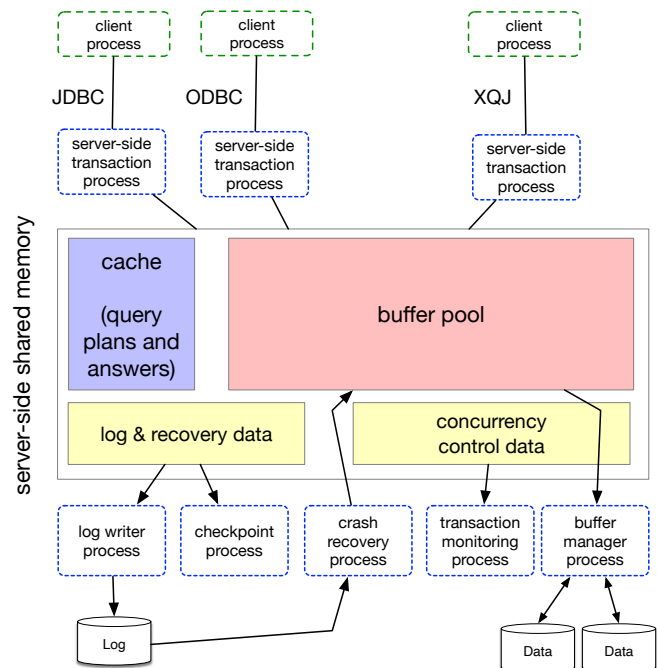 client
process
client
process
client
process
JDBC
ODBC
XQJ
server-side
transaction
process
server-side
transaction
process
server-side
transaction
process
server-side shared memory
cache
(query
plans and
answers)
buffer pool
log & recovery data
concurrency
control data
log writer
process
checkpoint
process
crash
recovery
process
transaction
monitoring
process
buffer
manager
process
Log
Data
Data